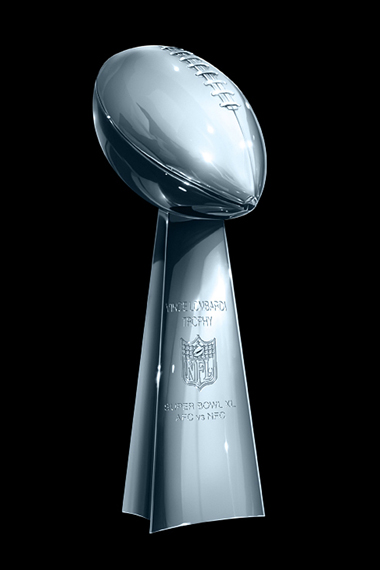 VINCE LOMBARDI
TROPHY
NFL
SUPER BOWL XL
AFC vs NFC